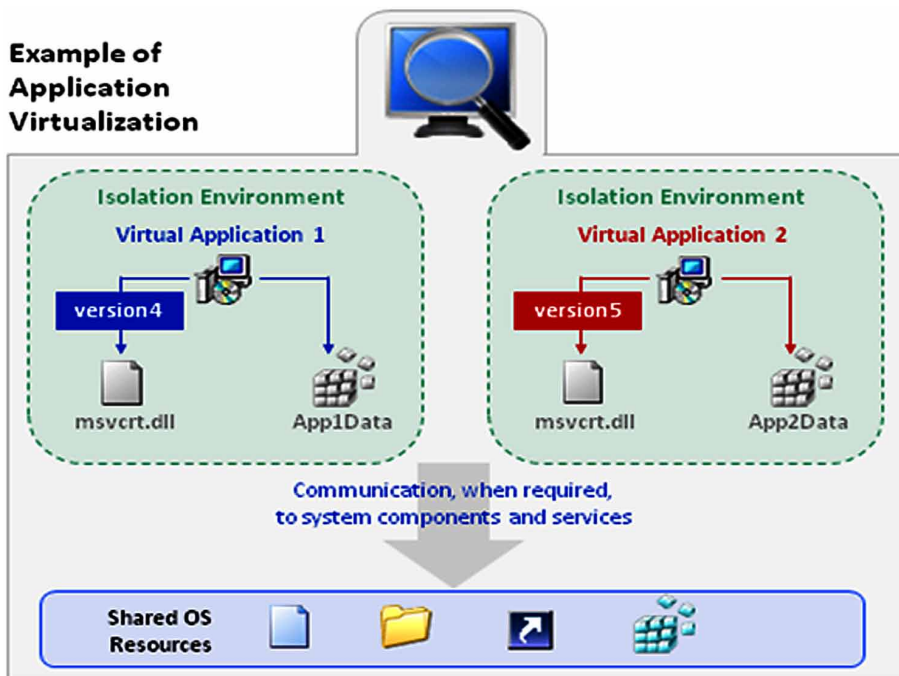 Example of
Application
Virtualization
Isolation Environment
Virtual Application 1
version4
msvcrt.dll
App1Data
Isolation Environment
Virtual Application 2
version5
msvcrt.dll
App2Data
Communication, when required,
to system components and services
Shared OS
Resources